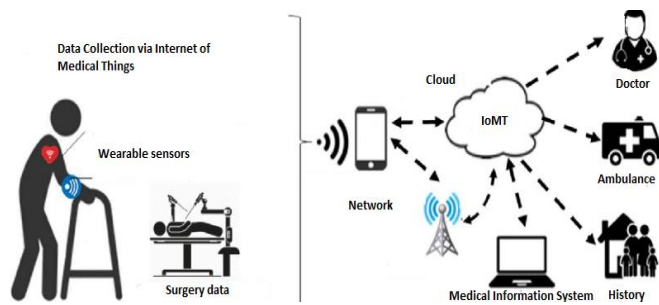 Data Collection via Internet of
Medical Things
Wearable sensors
Surgery data
Cloud
IoMT
Network
Doctor
Ambulance
Medical Information System
History